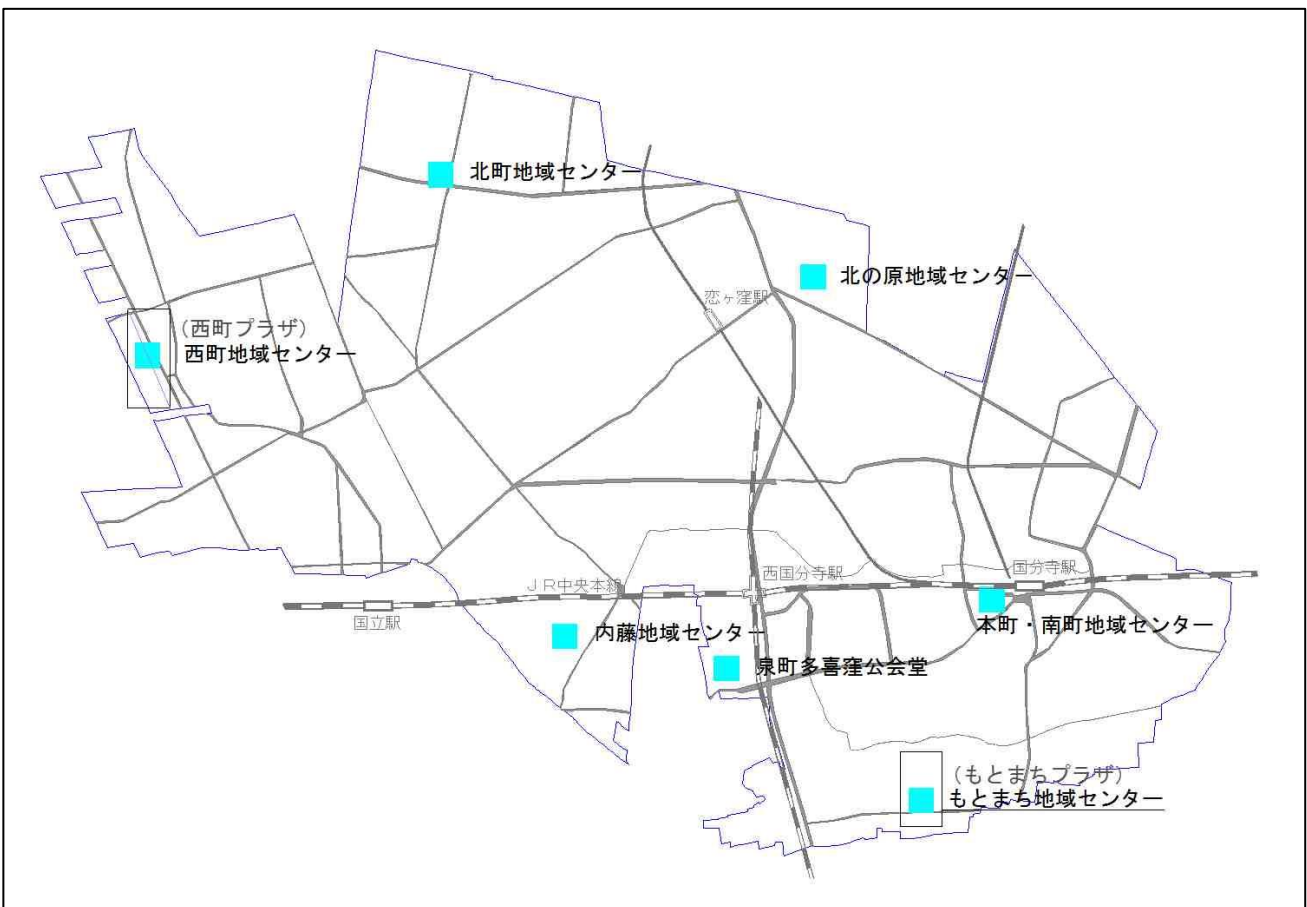 北町地域センター
北の原地域センター
恋ヶ窪駅
(西町プラザ)
西町地域センター
西国分寺駅
国分寺駅
JR中央本線
国立駅
内藤地域センター
本町・南町地域センター
泉町多喜窪公会堂
(もとまちプラザ)
もとまち地域センター